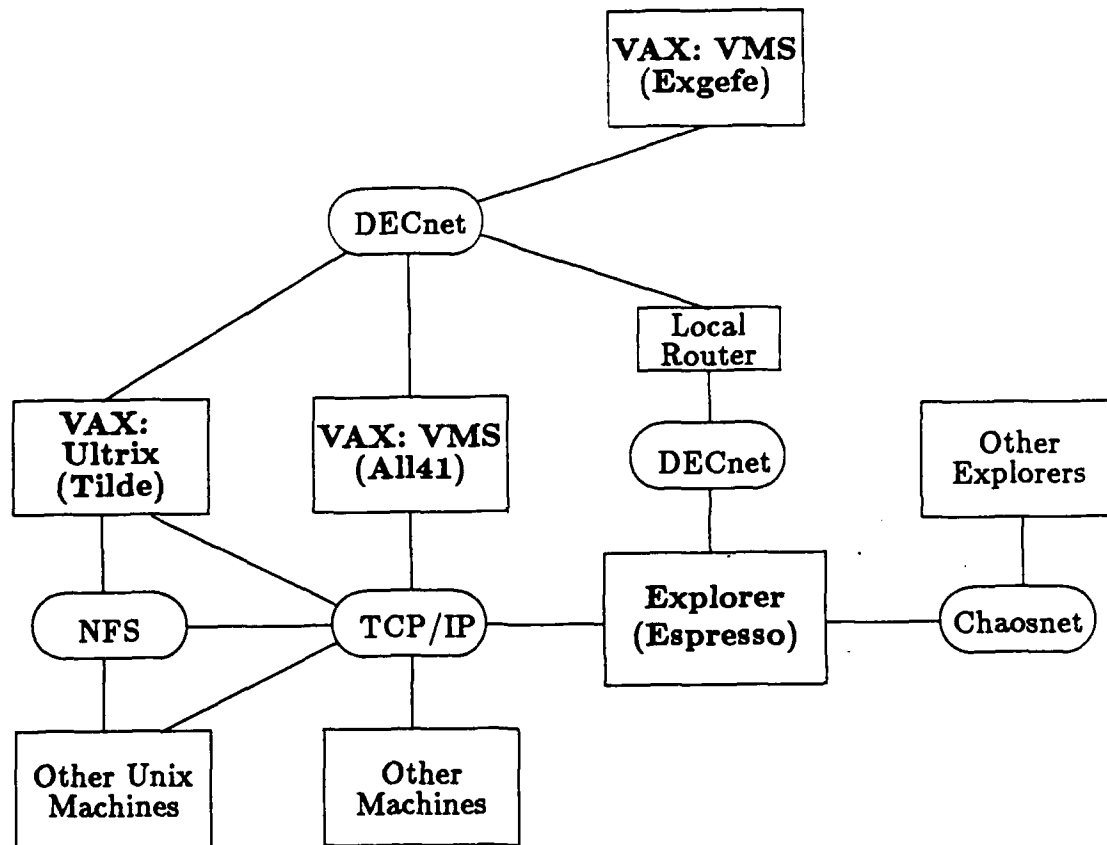 VAX: VMS
(Exgefe)
DECnet
Local
Router
VAX:
Ultrix
(Tilde)
VAX: VMS
(All41)
DECnet
Other
Explorers
Explorer
(Espresso)
NFS
TCP/IP
Chaosnet
Other Unix
Machines
Other
Machines